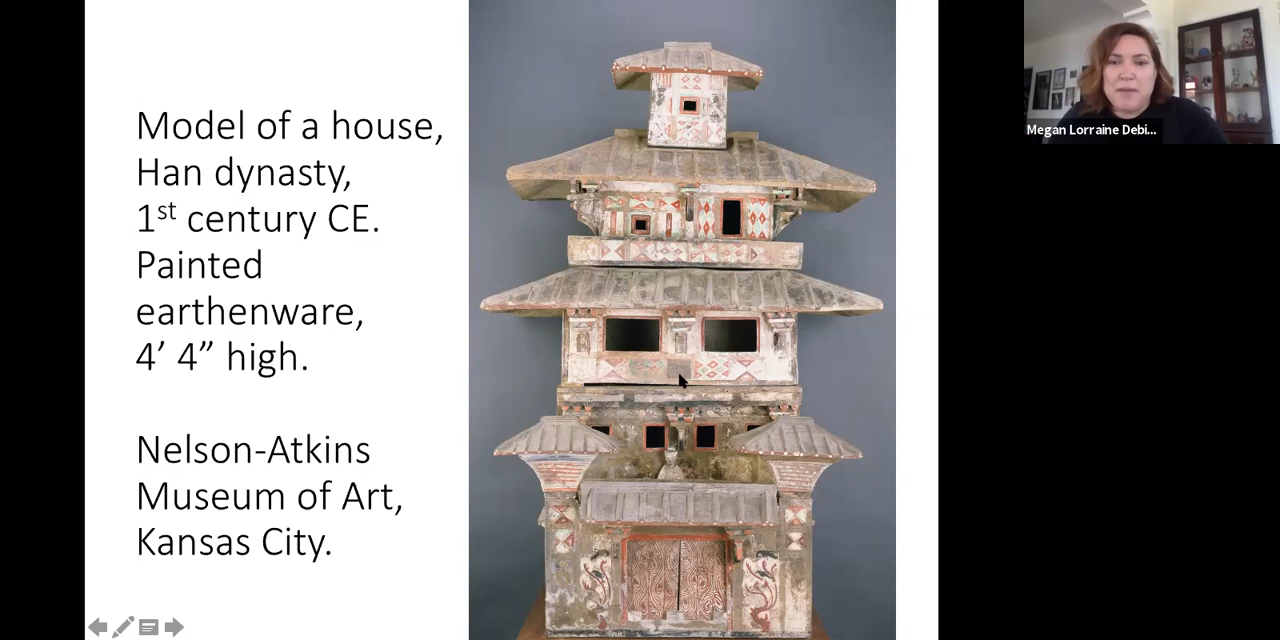 Model of a house,
Han dynasty,
1st century CE.
Painted
earthenware,
4’ 4” high.
Nelson-Atkins
Museum of Art,
Kansas City.
Megan Lorraine Debi...